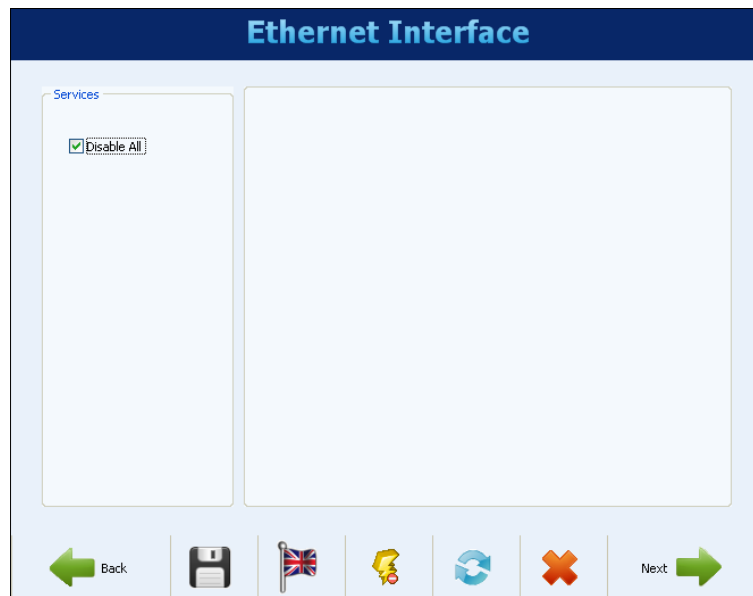 Ethernet Interface
Services
Disable All
Back
Next